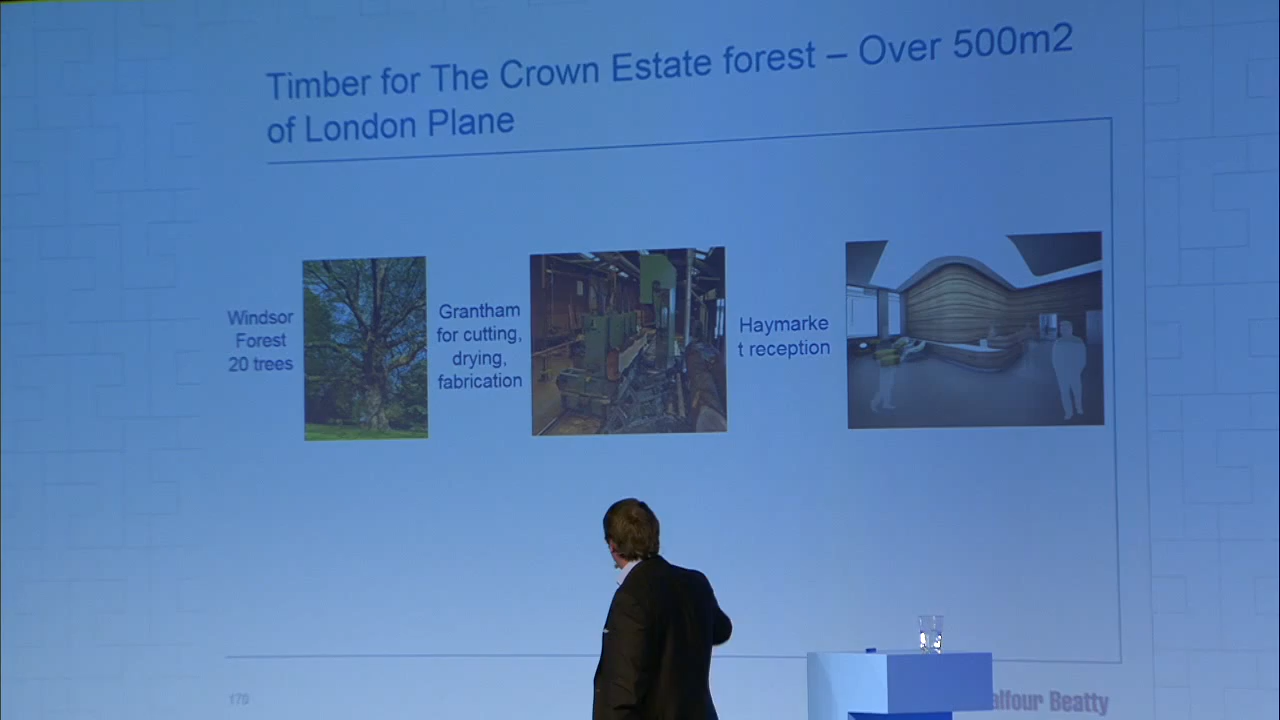 Timber for The Crown Estate forest – Over 500m2
of London Plane
Windsor
Forest
20 trees
Grantham
for cutting,
drying,
fabrication
Haymarke
t reception
170
alfour Beatty